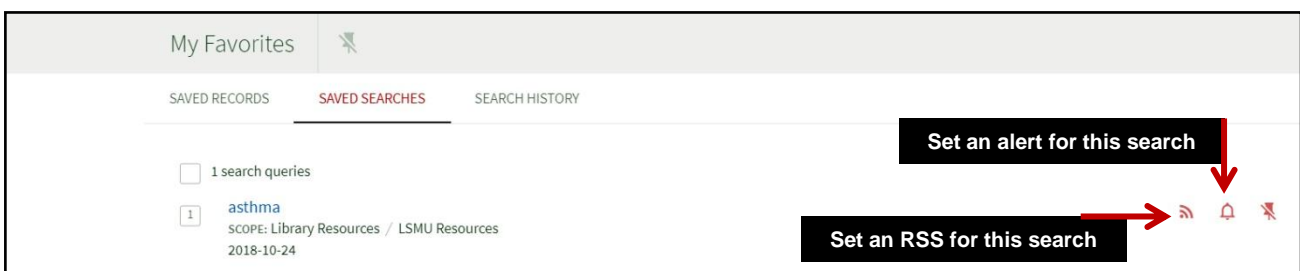 My Favorites
SAVED RECORDS SAVED SEARCHES SEARCH HISTORY
Set an alert for this search
1 search queries
1 asthma
SCOPE: Library Resources / LSMU Resources
Set an RSS for this search
2018-10-24